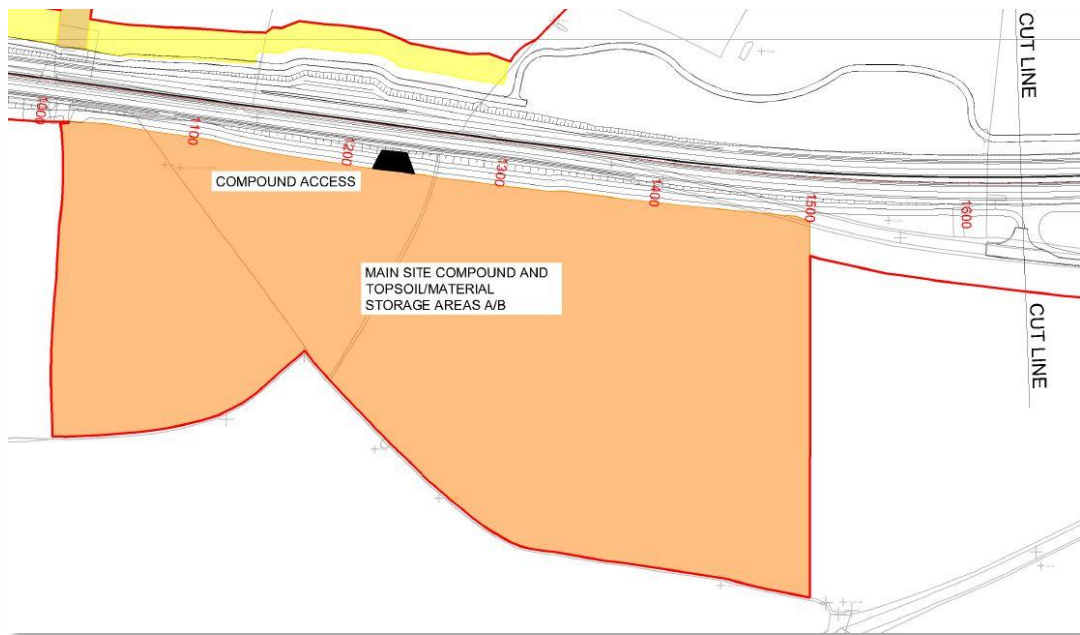 CUT LINE
1000
1100
1200
1300
1400
1500
1600
COMPOUND ACCESS
MAIN SITE COMPOUND AND
TOPSOIL/MATERIAL
STORAGE AREAS A/B
CUT LINE